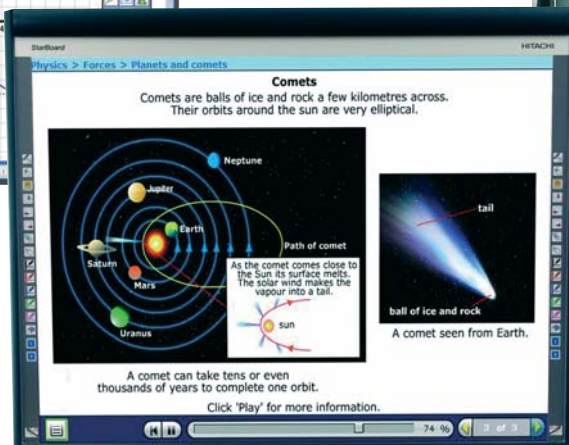 StarBoard
HITACHI
Physics > Forces > Planets and comets
Comets
Comets are balls of ice and rock a few kilometres across.
Their orbits around the sun are very elliptical.
Neptune
Jupiter
Earth
Path of comet
Saturn
Mars
Uranus
As the comet comes close to
the Sun its surface melts.
The solar wind makes the
vapour into a tail.
sun
tail
ball of ice and rock
A comet seen from Earth.
A comet can take tens or even
thousands of years to complete one orbit.
Click 'Play' for more information.
74 %
3 of 3